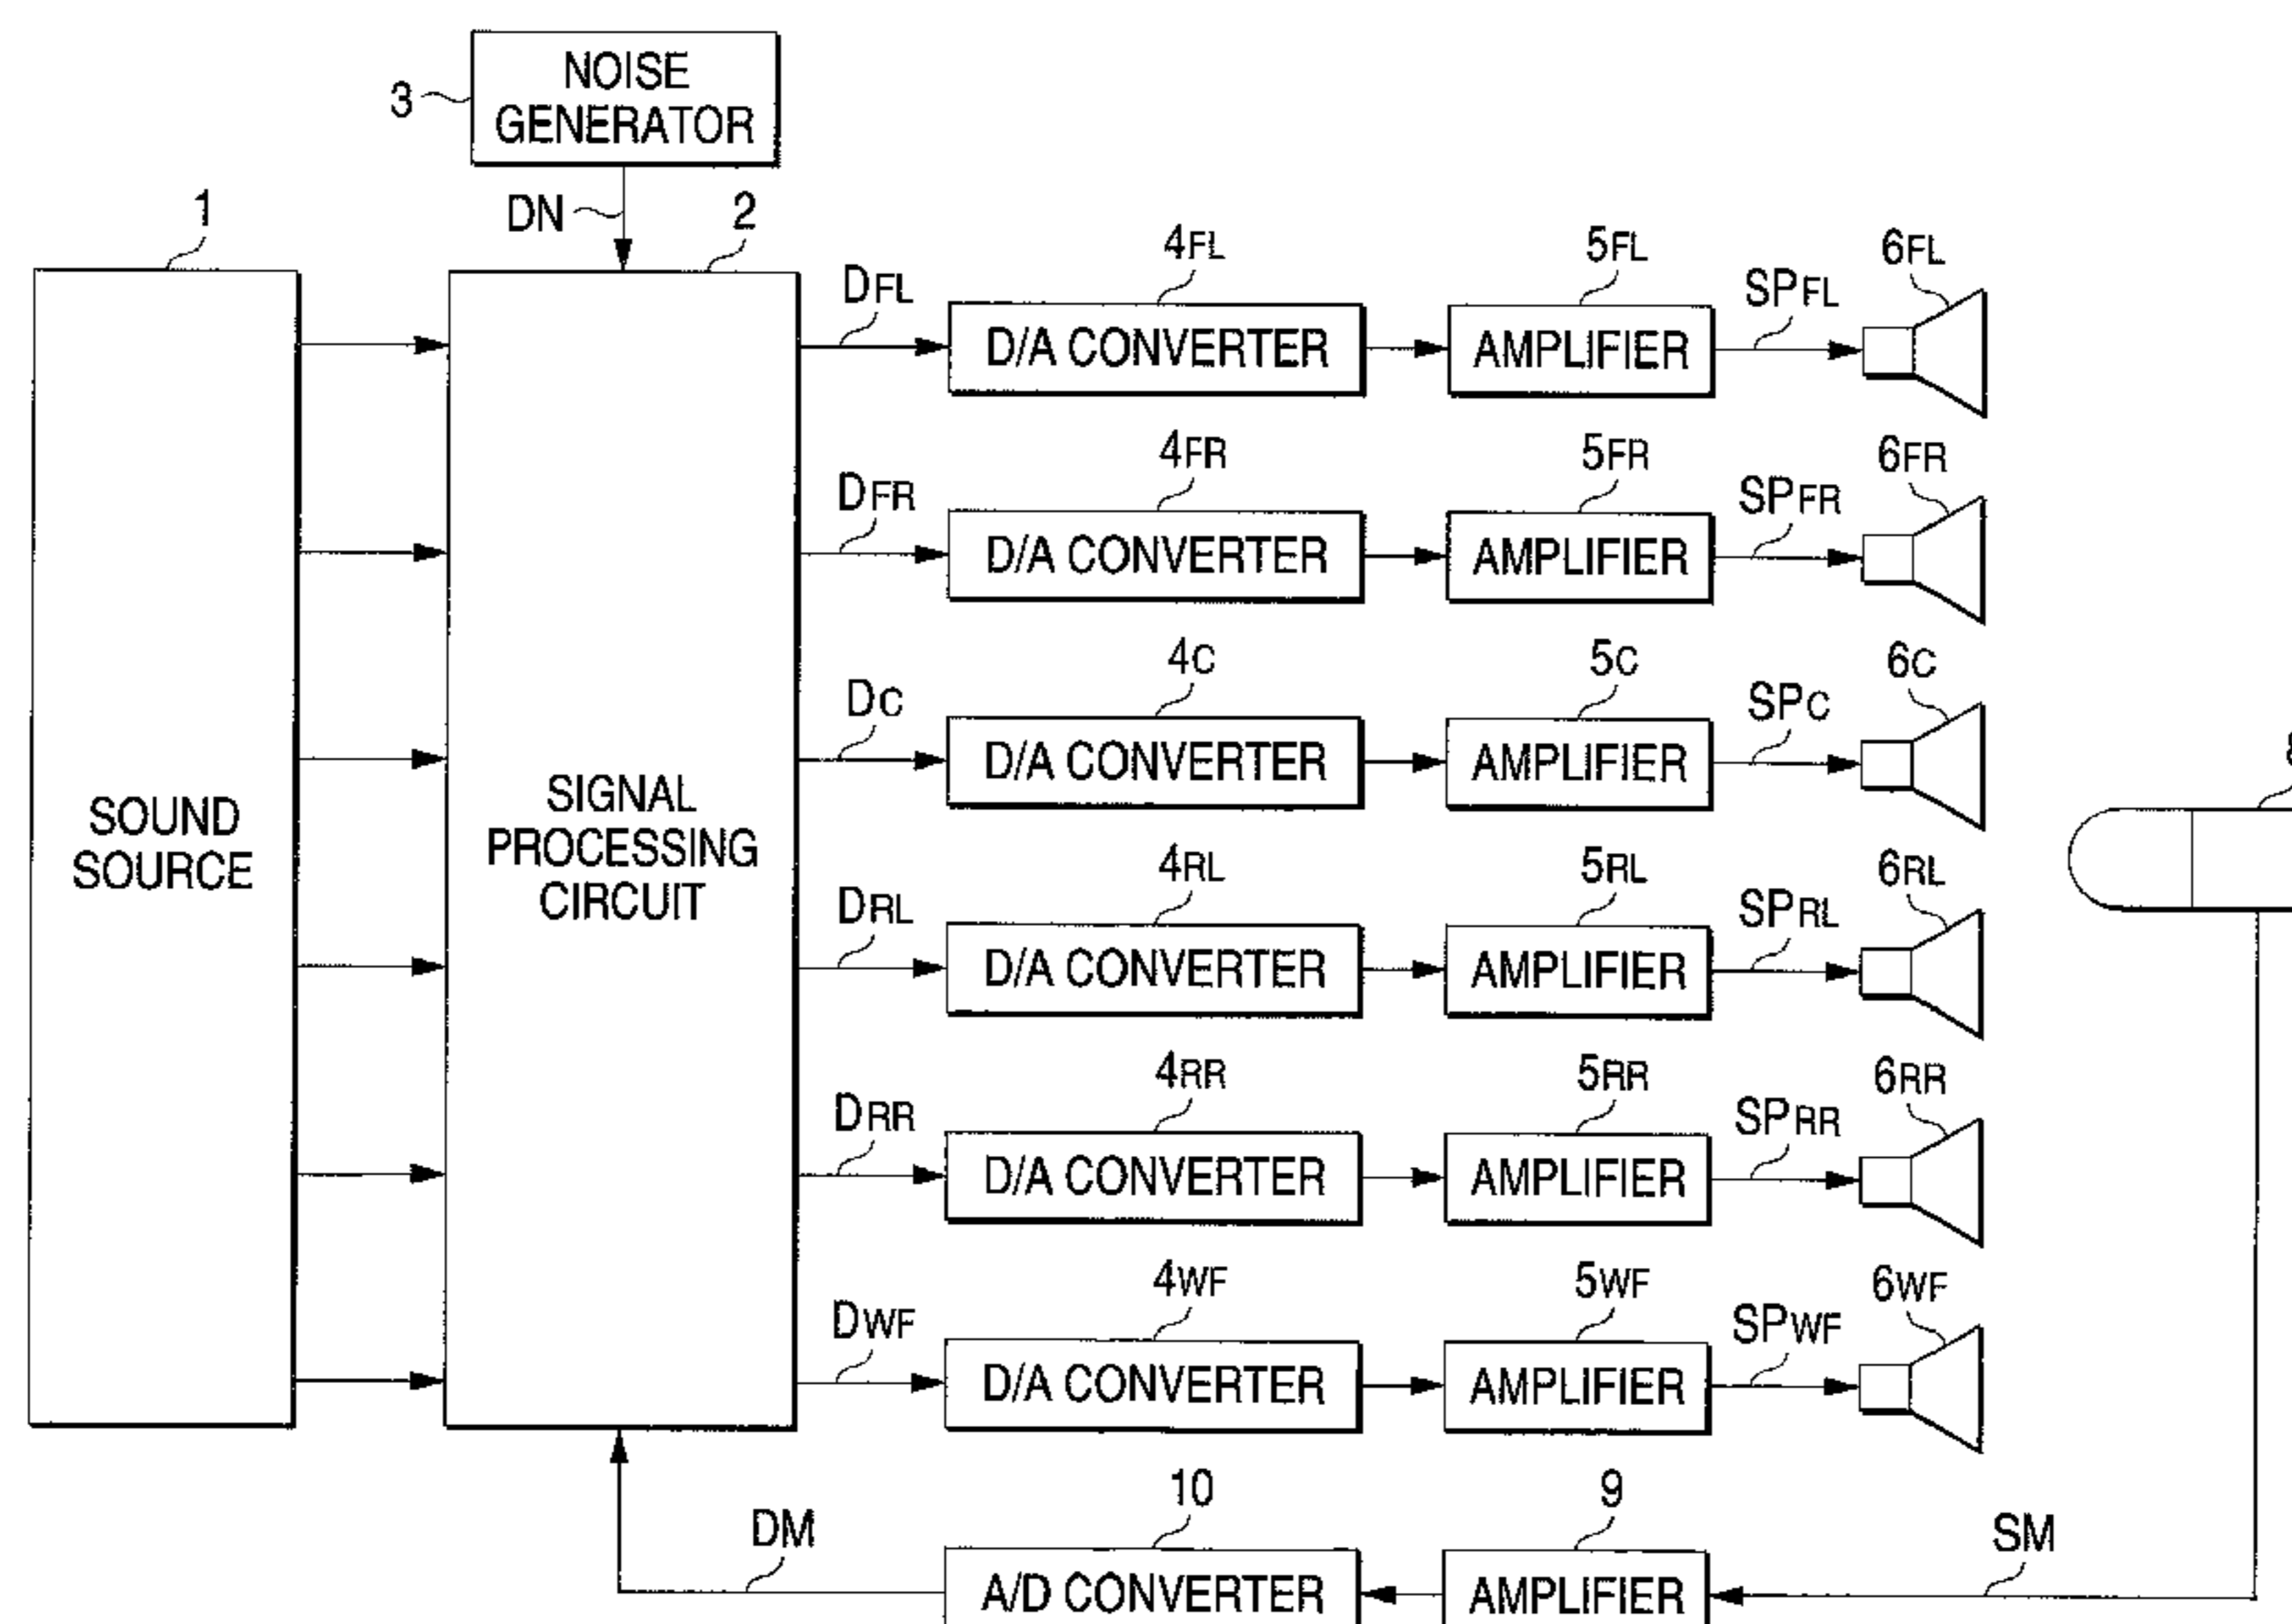 NOISE
GENERATOR
3
DN
1
2
4FL
5FL
6FL
DFL
SPFL
D/A CONVERTER
AMPLIFIER
4FR
5FR
6FR
DFR
SPFR
D/A CONVERTER
AMPLIFIER
4C
5C
6C
DC
SPC
D/A CONVERTER
AMPLIFIER
SOUND
SOURCE
SIGNAL
PROCESSING
CIRCUIT
4RL
5RL
6RL
DRL
SPRL
D/A CONVERTER
AMPLIFIER
4RR
5RR
6RR
DRR
SPRR
D/A CONVERTER
AMPLIFIER
4WF
5WF
6WF
DWF
SPWF
D/A CONVERTER
AMPLIFIER
10
9
DM
SM
A/D CONVERTER
AMPLIFIER